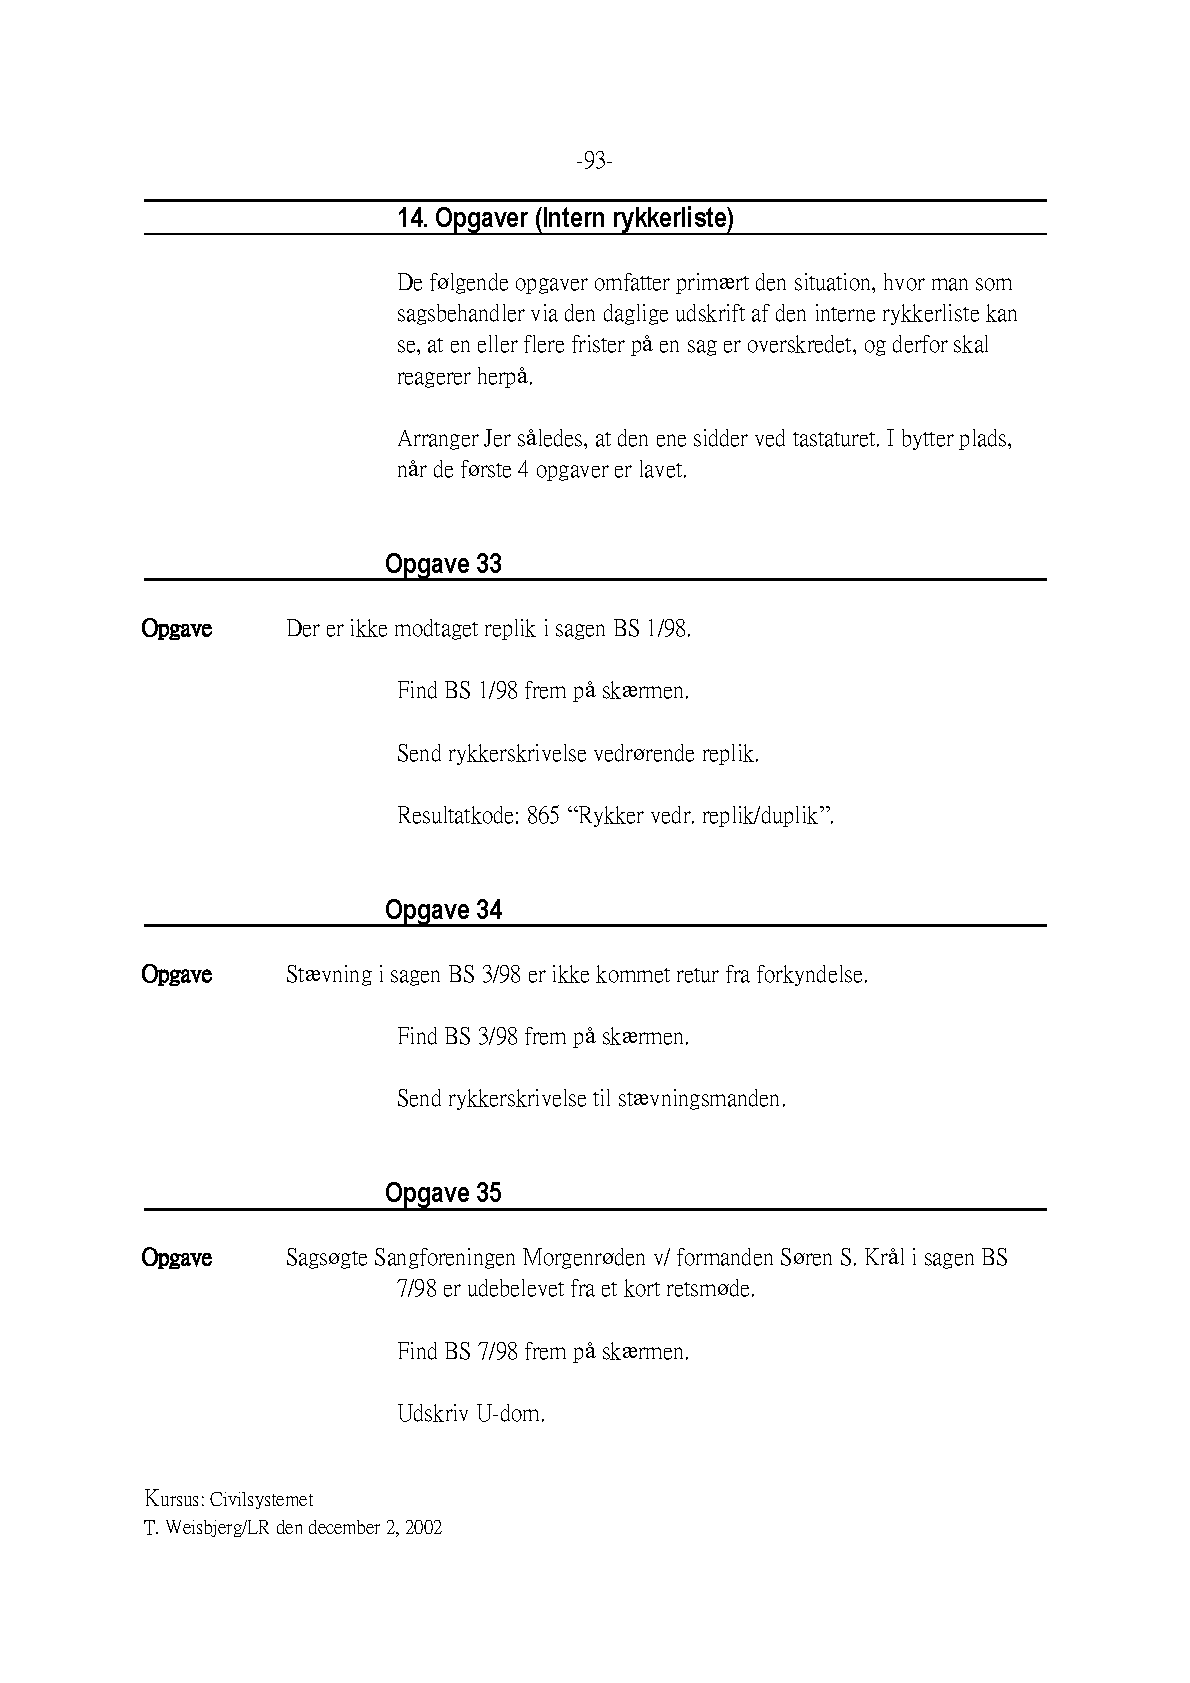 -93-
14. Opgaver (Intern rykkerliste)
De følgende opgaver omfatter primært den situation, hvor man som
sagsbehandler via den daglige udskrift af den interne rykkerliste kan
se, at en eller flere frister på en sag er overskredet, og derfor skal
reagerer herpå.
Arranger Jer således, at den ene sidder ved tastaturet. I bytter plads,
når de første 4 opgaver er lavet.
Opgave 33
Opgave Der er ikke modtaget replik i sagen BS 1/98.
Find BS 1/98 frem på skærmen.
Send rykkerskrivelse vedrørende replik.
Resultatkode: 865 “Rykker vedr. replik/duplik”.
Opgave 34
Opgave Stævning i sagen BS 3/98 er ikke kommet retur fra forkyndelse.
Find BS 3/98 frem på skærmen.
Send rykkerskrivelse til stævningsmanden.
Opgave 35
Opgave Sagsøgte Sangforeningen Morgenrøden v/ formanden Søren S. Krål i sagen BS
7/98 er udebelevet fra et kort retsmøde.
Find BS 7/98 frem på skærmen.
Udskriv U-dom.
Kursus: Civilsystemet
T. Weisbjerg/LR den december 2, 2002